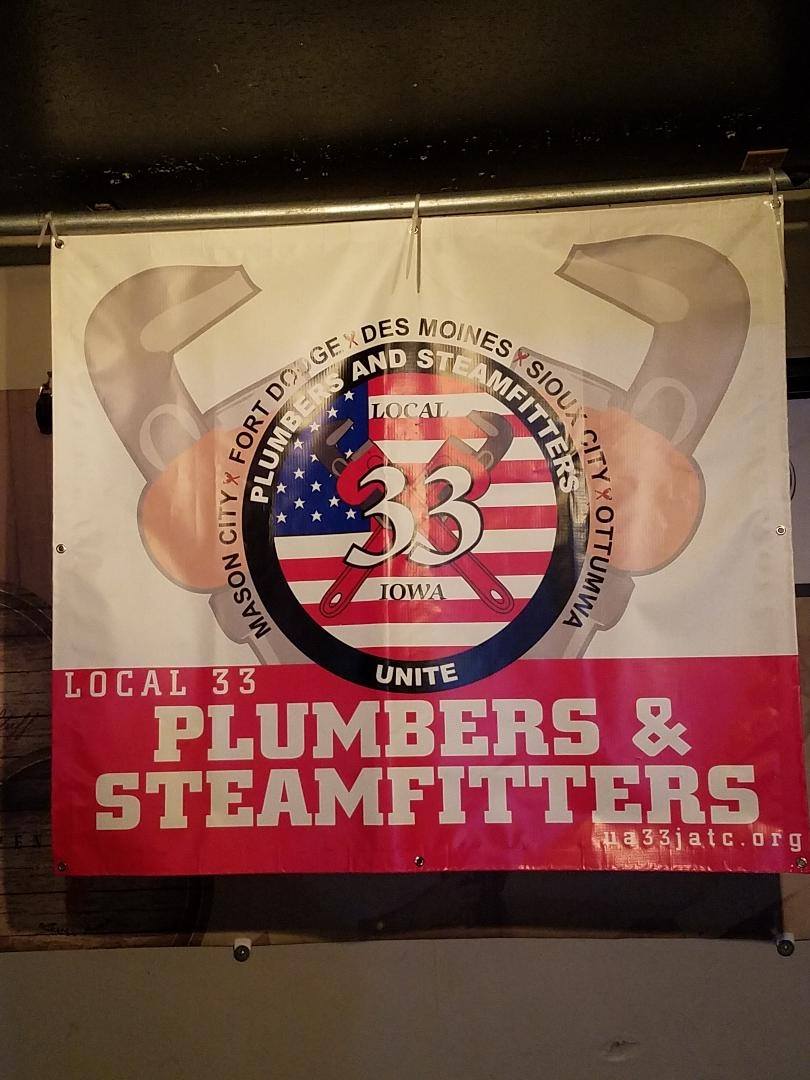 MASON CITY x FORT DODGE x DES MOINES x SIOUX CITY x OTTUMWA
PLUMBERS AND STEAMFITTERS
LOCAL
33
IOWA
UNITE
LOCAL 33
PLUMBERS &
STEAMFITTERS
ua33jatc.org